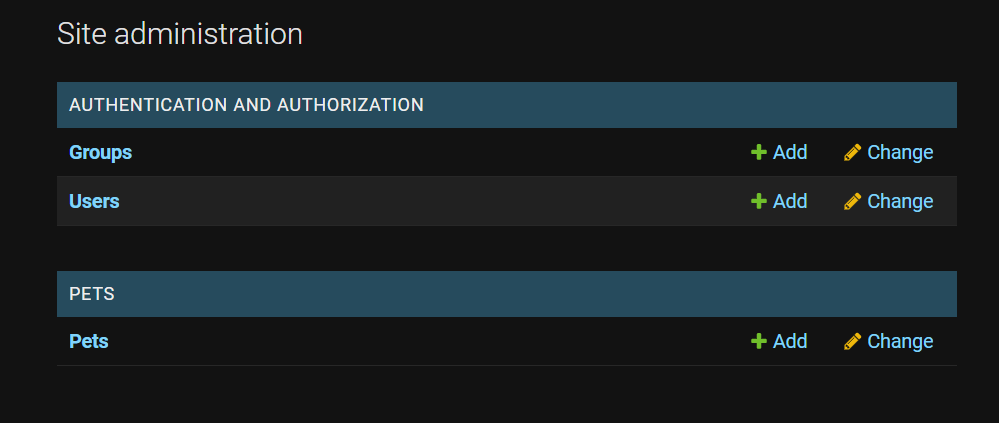 Site administration
AUTHENTICATION AND AUTHORIZATION
Groups Add Change
Users Add Change
PETS
Pets Add Change